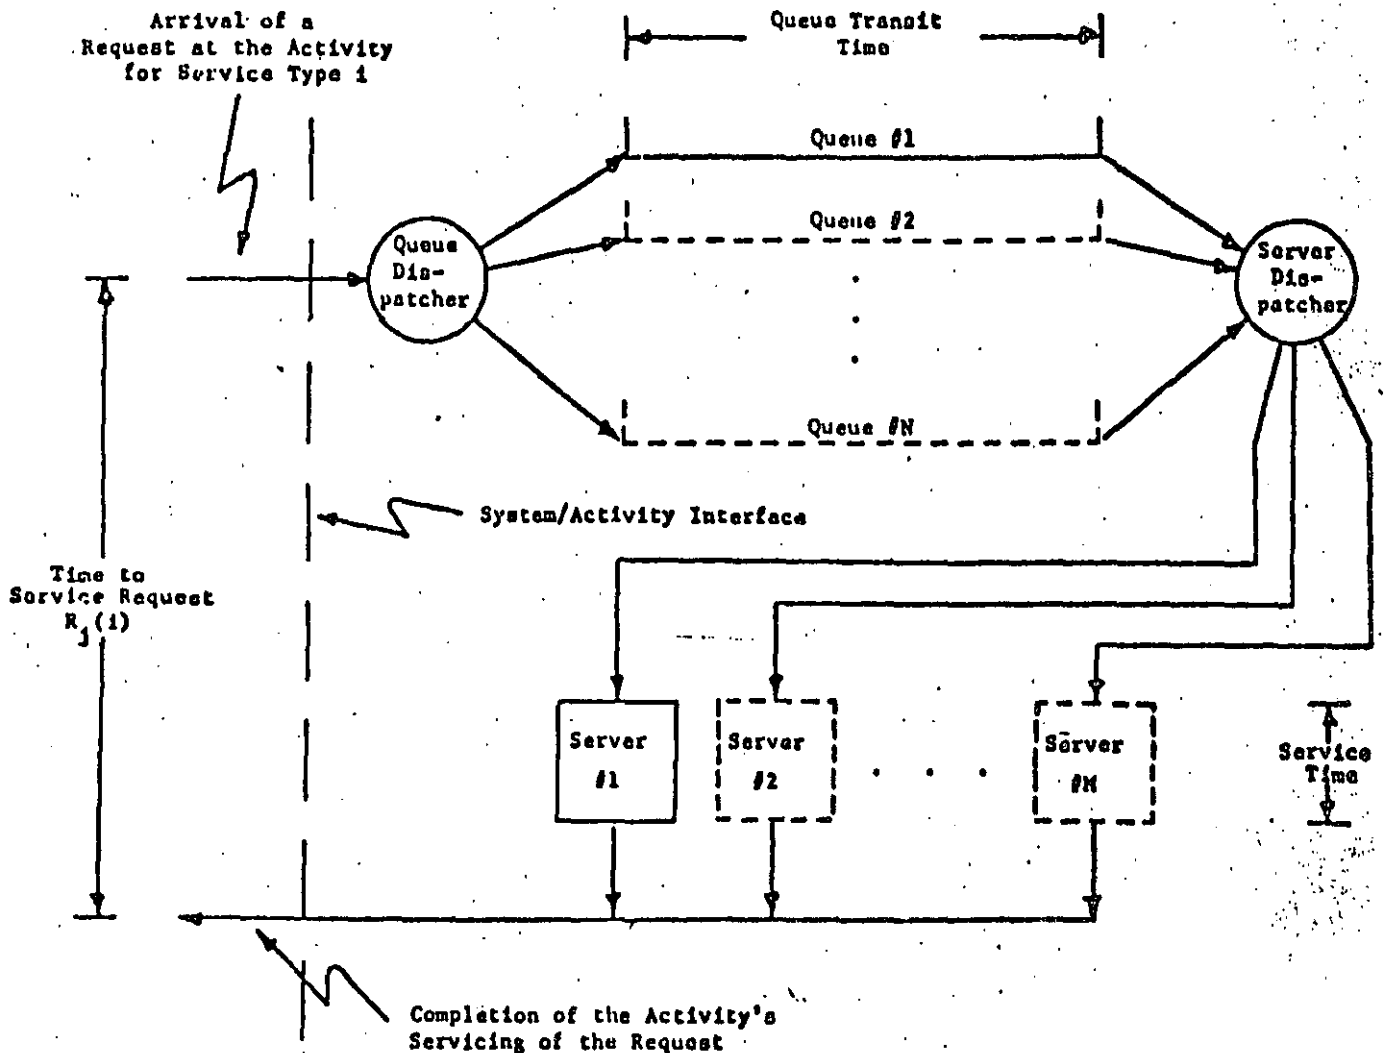 Arrival of a
Request at the Activity
for Service Type i
Queue Transit
Time
Queue #1
Queue #2
Queue #N
Queue
Dis-
patcher
Server
Dis-
patcher
System/Activity Interface
Time to
Service Request
R_j(i)
Server
#1
Server
#2
Server
#M
Service
Time
Completion of the Activity's
Servicing of the Request